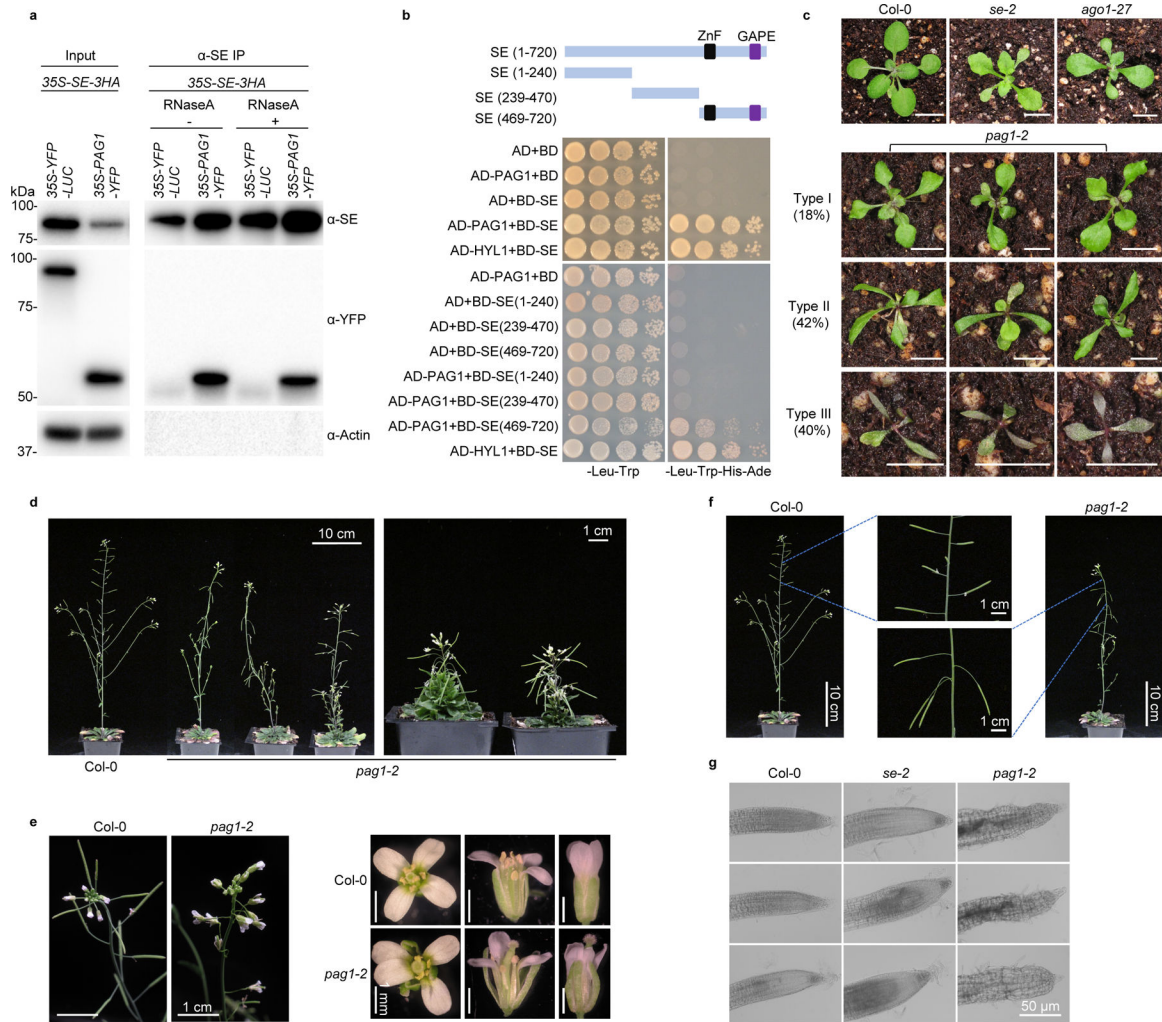 a
Input
α-SE IP
35S-SE-3HA
35S-SE-3HA
RNaseA
-
RNaseA
+
35S-YFP
-LUC
35S-PAG1
-YFP
35S-YFP
-LUC
35S-PAG1
-YFP
35S-YFP
-LUC
35S-PAG1
-YFP
kDa
100-
75-
α-SE
100-
75-
50-
α-YFP
37-
α-Actin
b
ZnF
GAPE
SE (1-720)
SE (1-240)
SE (239-470)
SE (469-720)
AD+BD
AD-PAG1+BD
AD+BD-SE
AD-PAG1+BD-SE
AD-HYL1+BD-SE
AD-PAG1+BD
AD+BD-SE(1-240)
AD+BD-SE(239-470)
AD+BD-SE(469-720)
AD-PAG1+BD-SE(1-240)
AD-PAG1+BD-SE(239-470)
AD-PAG1+BD-SE(469-720)
AD-HYL1+BD-SE
-Leu-Trp
-Leu-Trp-His-Ade
c
Col-0
se-2
ago1-27
pag1-2
Type I
(18%)
Type II
(42%)
Type III
(40%)
d
10 cm
1 cm
Col-0
pag1-2
e
Col-0
pag1-2
1 cm
Col-0
pag1-2
1 mm
f
Col-0
pag1-2
1 cm
1 cm
10 cm
10 cm
g
Col-0
se-2
pag1-2
50 µm